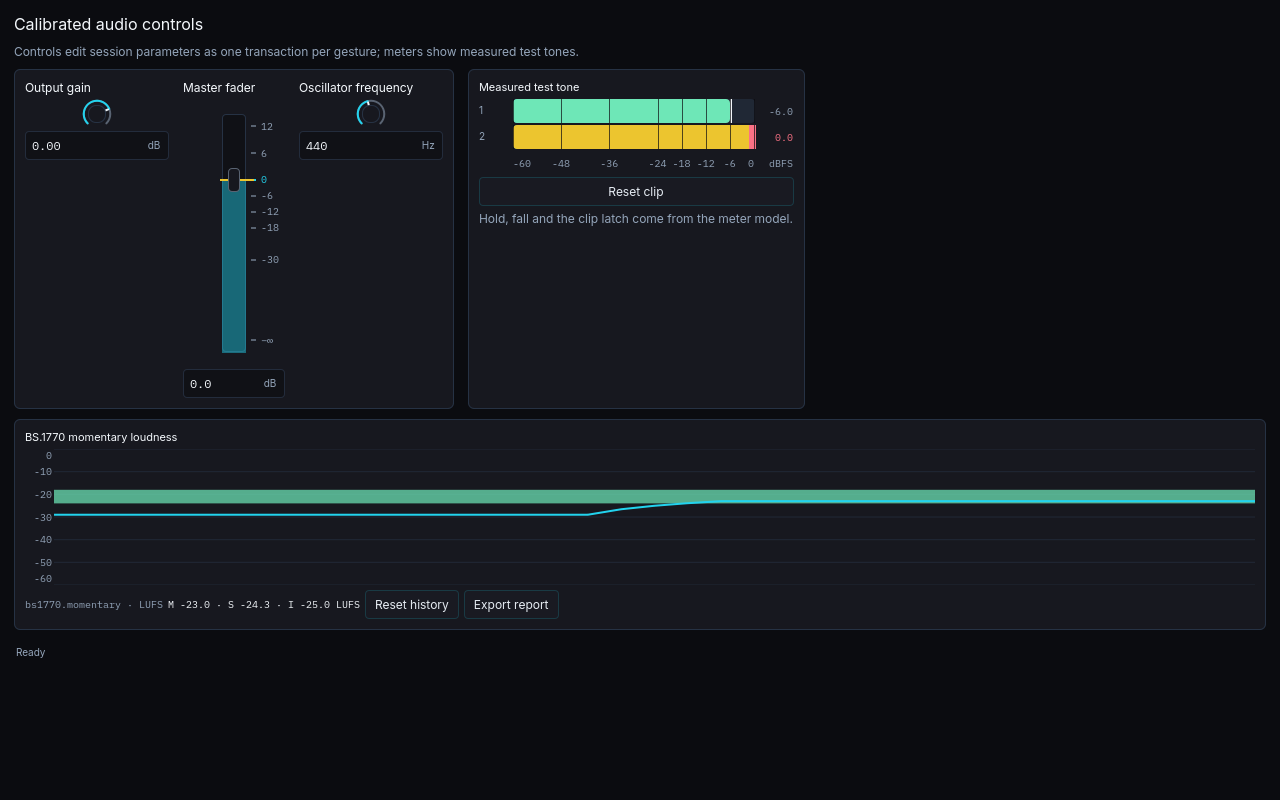 Calibrated audio controls
Controls edit session parameters as one transaction per gesture; meters show measured test tones.
Output gain
0.00 dB
Master fader
12
6
0
-6
-12
-18
-30
-∞
0.0 dB
Oscillator frequency
440 Hz
Measured test tone
1 -6.0
2 0.0
-60 -48 -36 -24 -18 -12 -6 0 dBFS
Reset clip
Hold, fall and the clip latch come from the meter model.
BS.1770 momentary loudness
0
-10
-20
-30
-40
-50
-60
bs1770.momentary · LUFS M -23.0 · S -24.3 · I -25.0 LUFS Reset history Export report
Ready